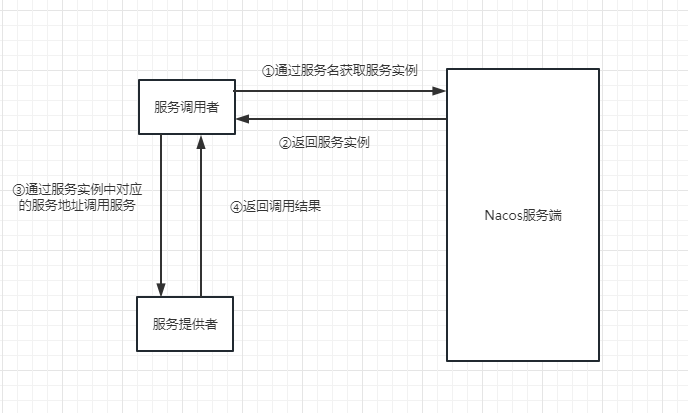 ①通过服务名获取服务实例
服务调用者
②返回服务实例
③通过服务实例中对应
的服务地址调用服务
④返回调用结果
Nacos服务端
服务提供者